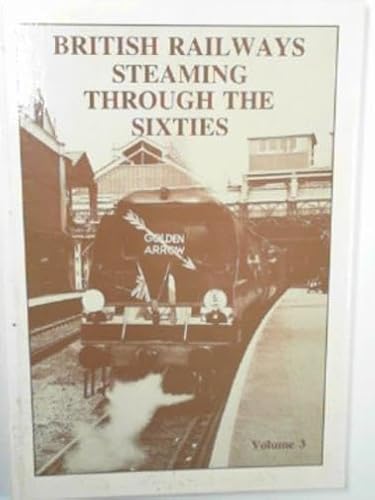 BRITISH RAILWAYS
STEAMING
THROUGH THE
SIXTIES
GOLDEN
ARROW
Volume 3